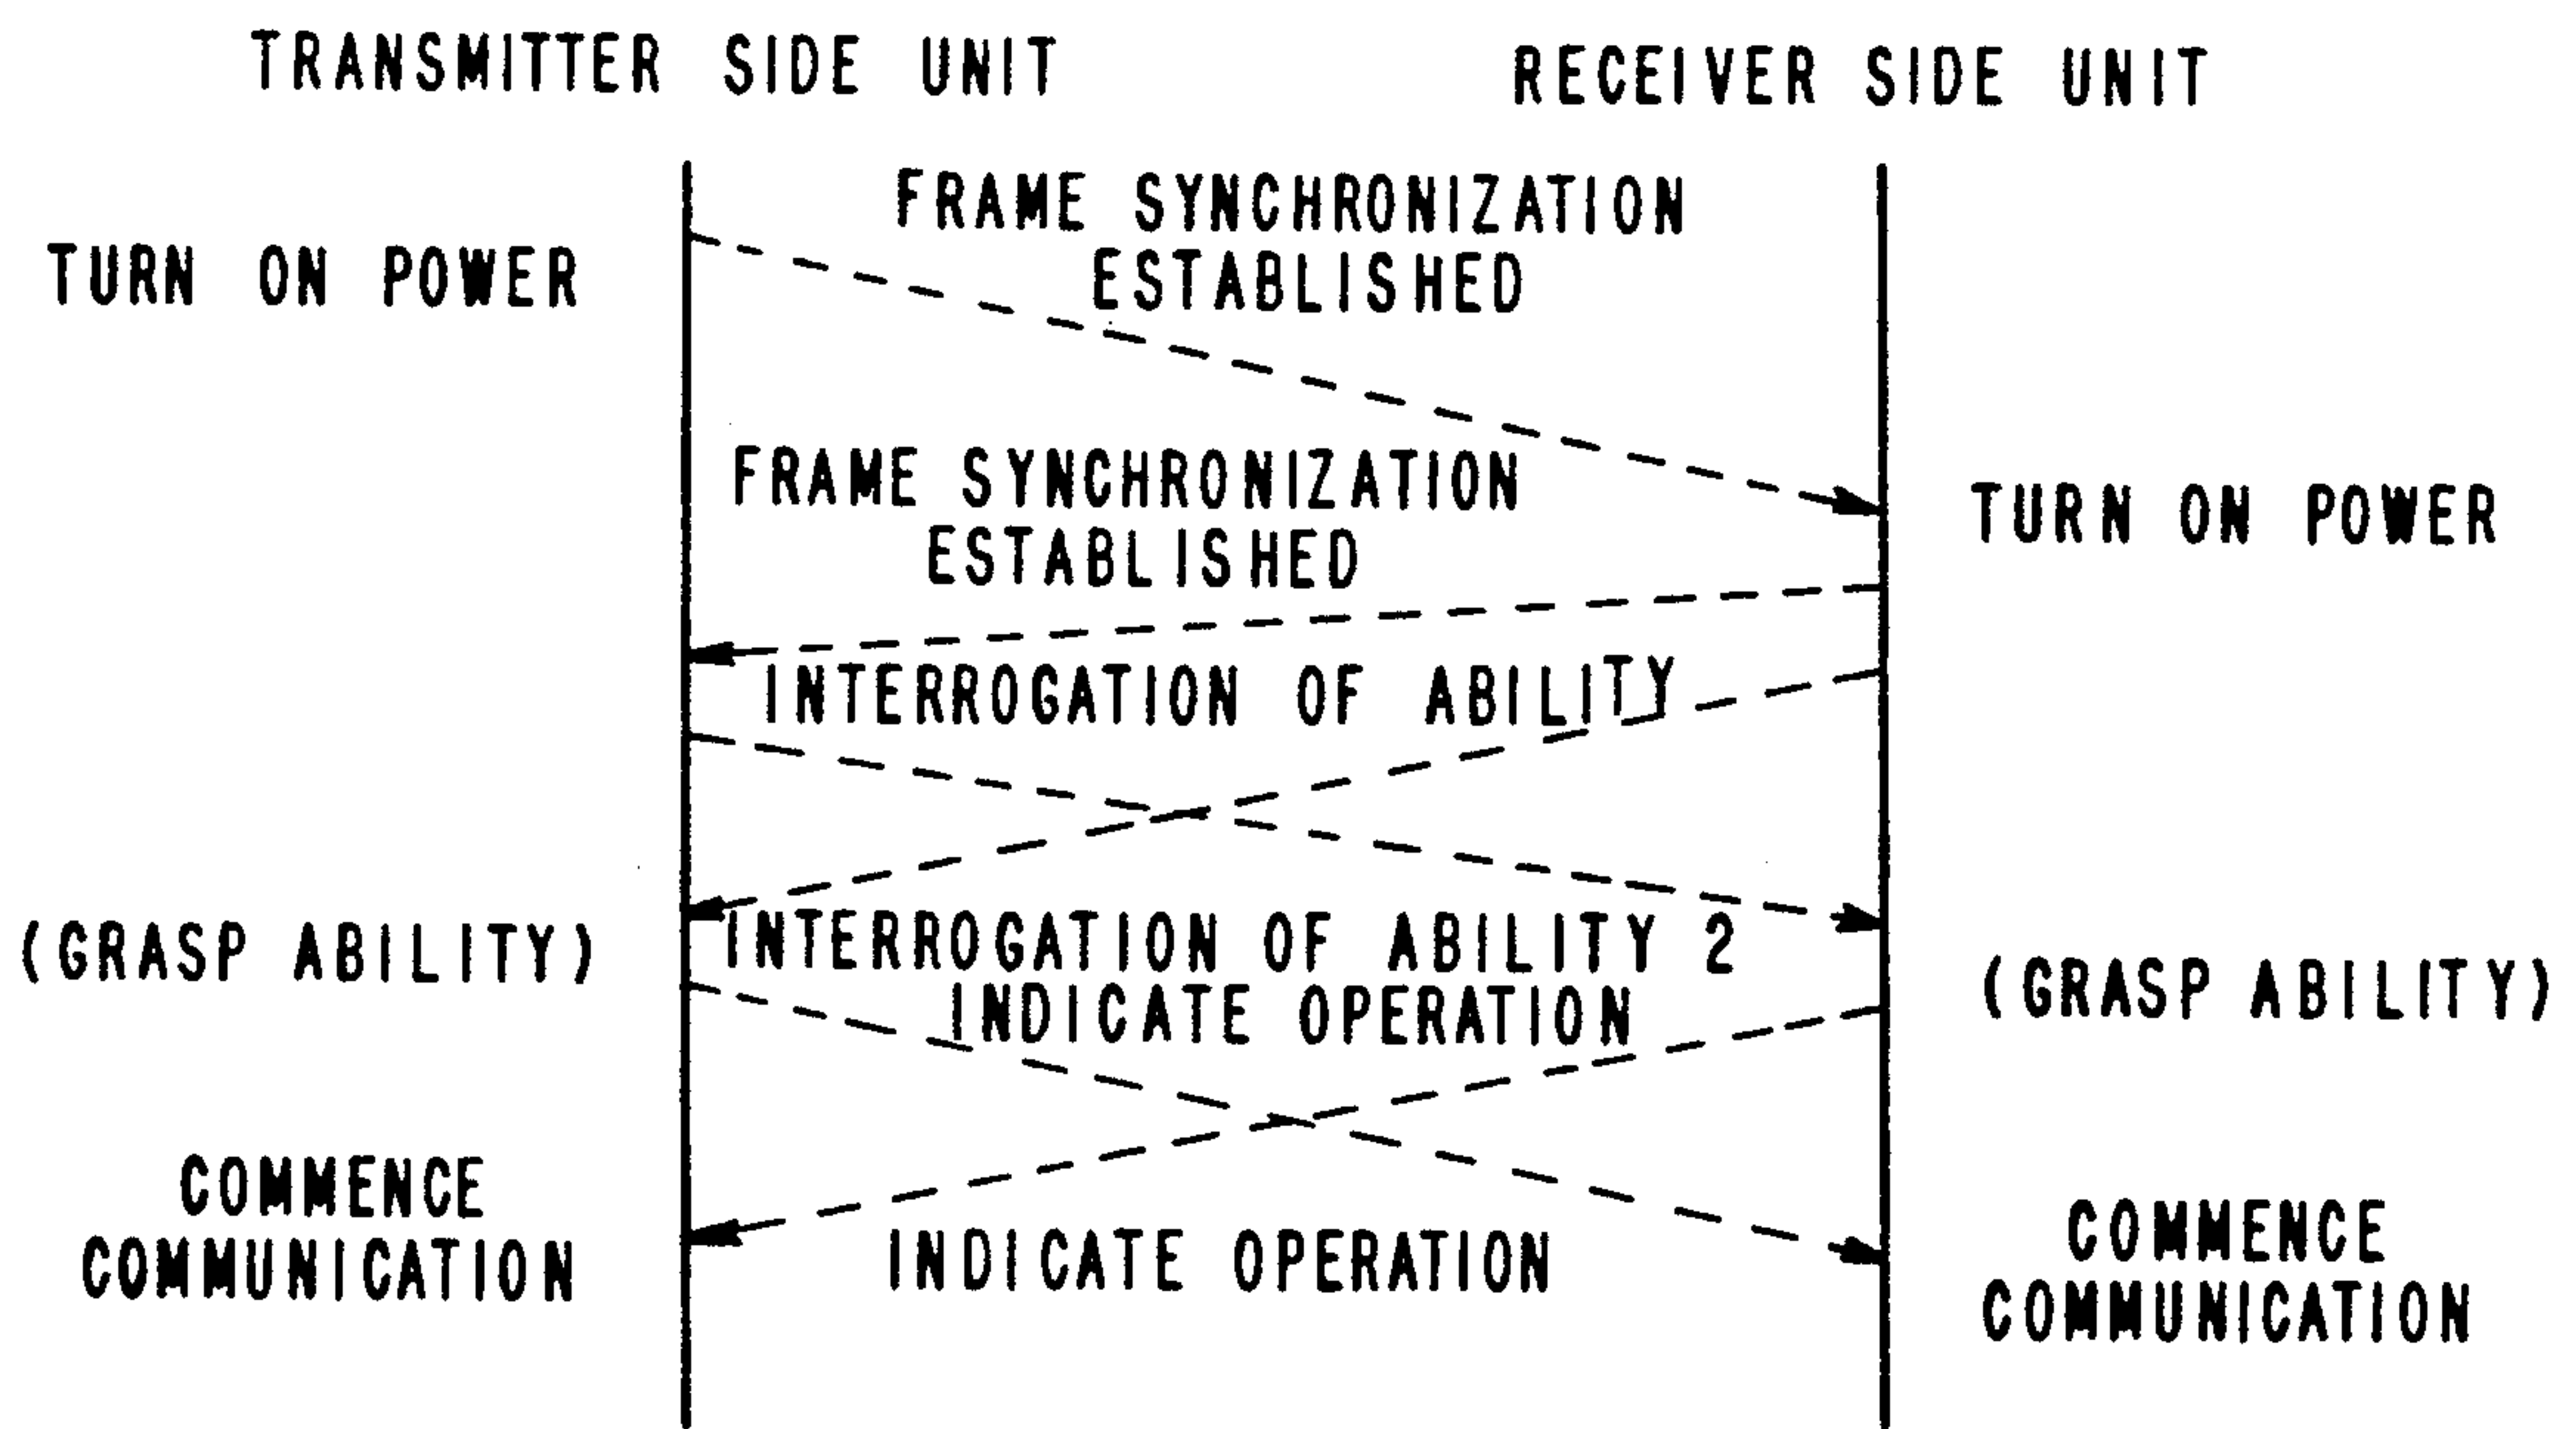 TRANSMITTER SIDE UNIT
RECEIVER SIDE UNIT
FRAME SYNCHRONIZATION
ESTABLISHED
TURN ON POWER
FRAME SYNCHRONIZATION
ESTABLISHED
TURN ON POWER
INTERROGATION OF ABILITY
(GRASP ABILITY)
INTERROGATION OF ABILITY 2
INDICATE OPERATION
(GRASP ABILITY)
COMMENCE
COMMUNICATION
INDICATE OPERATION
COMMENCE
COMMUNICATION